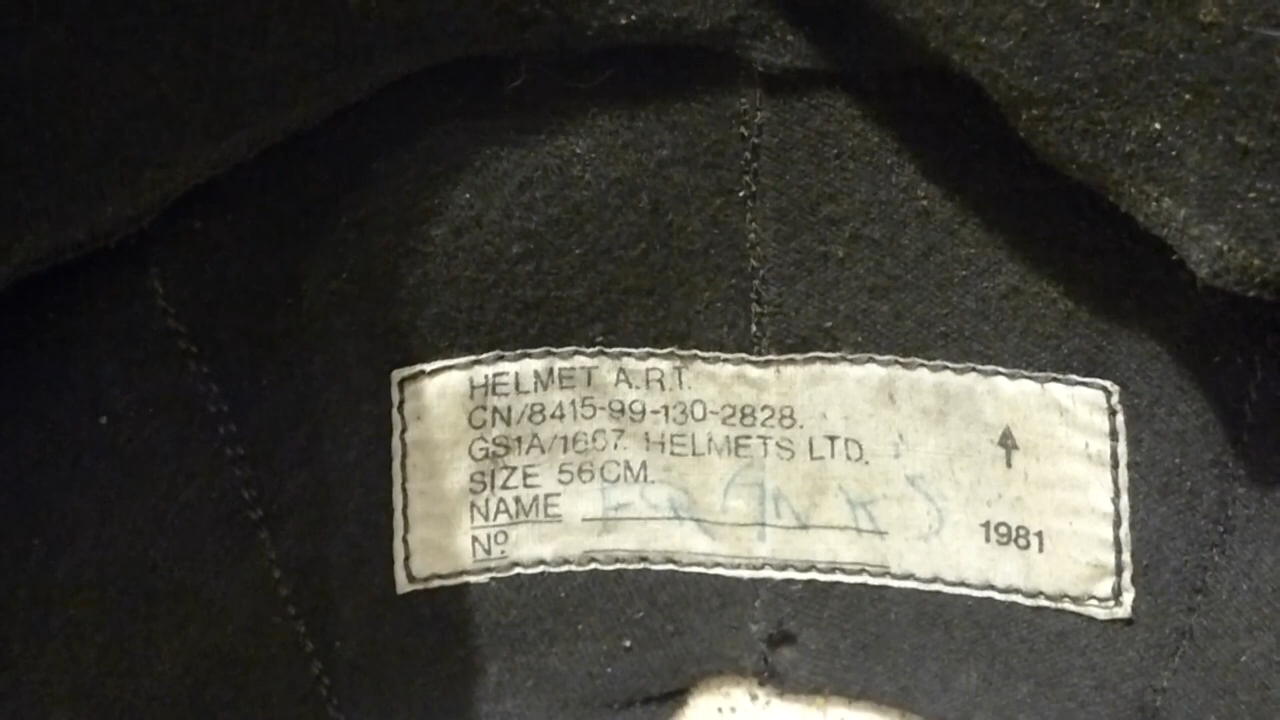 HELMET A.R.T.
CN/8415-99-130-2828.
GS1A/1667. HELMETS LTD.
SIZE 56CM.
NAME
Nº
1981